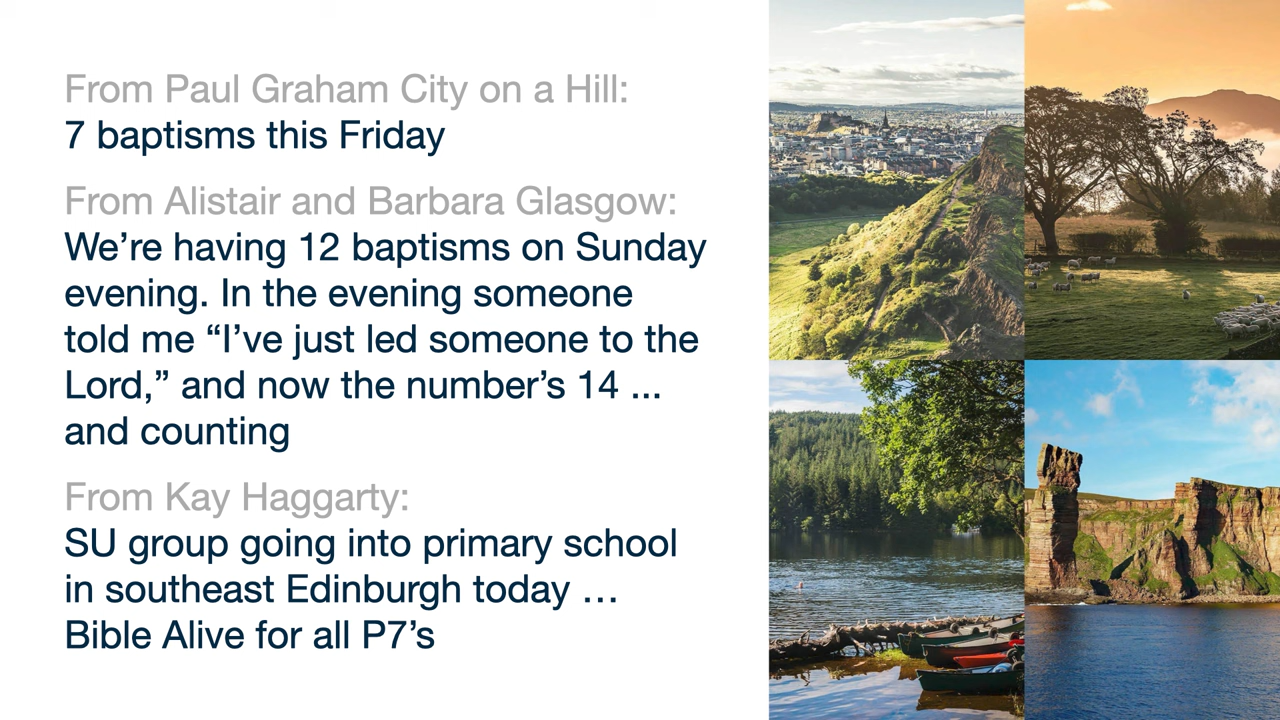 From Paul Graham City on a Hill:
7 baptisms this Friday
From Alistair and Barbara Glasgow:
We’re having 12 baptisms on Sunday
evening. In the evening someone
told me “I’ve just led someone to the
Lord,” and now the number’s 14 ...
and counting
From Kay Haggarty:
SU group going into primary school
in southeast Edinburgh today …
Bible Alive for all P7’s